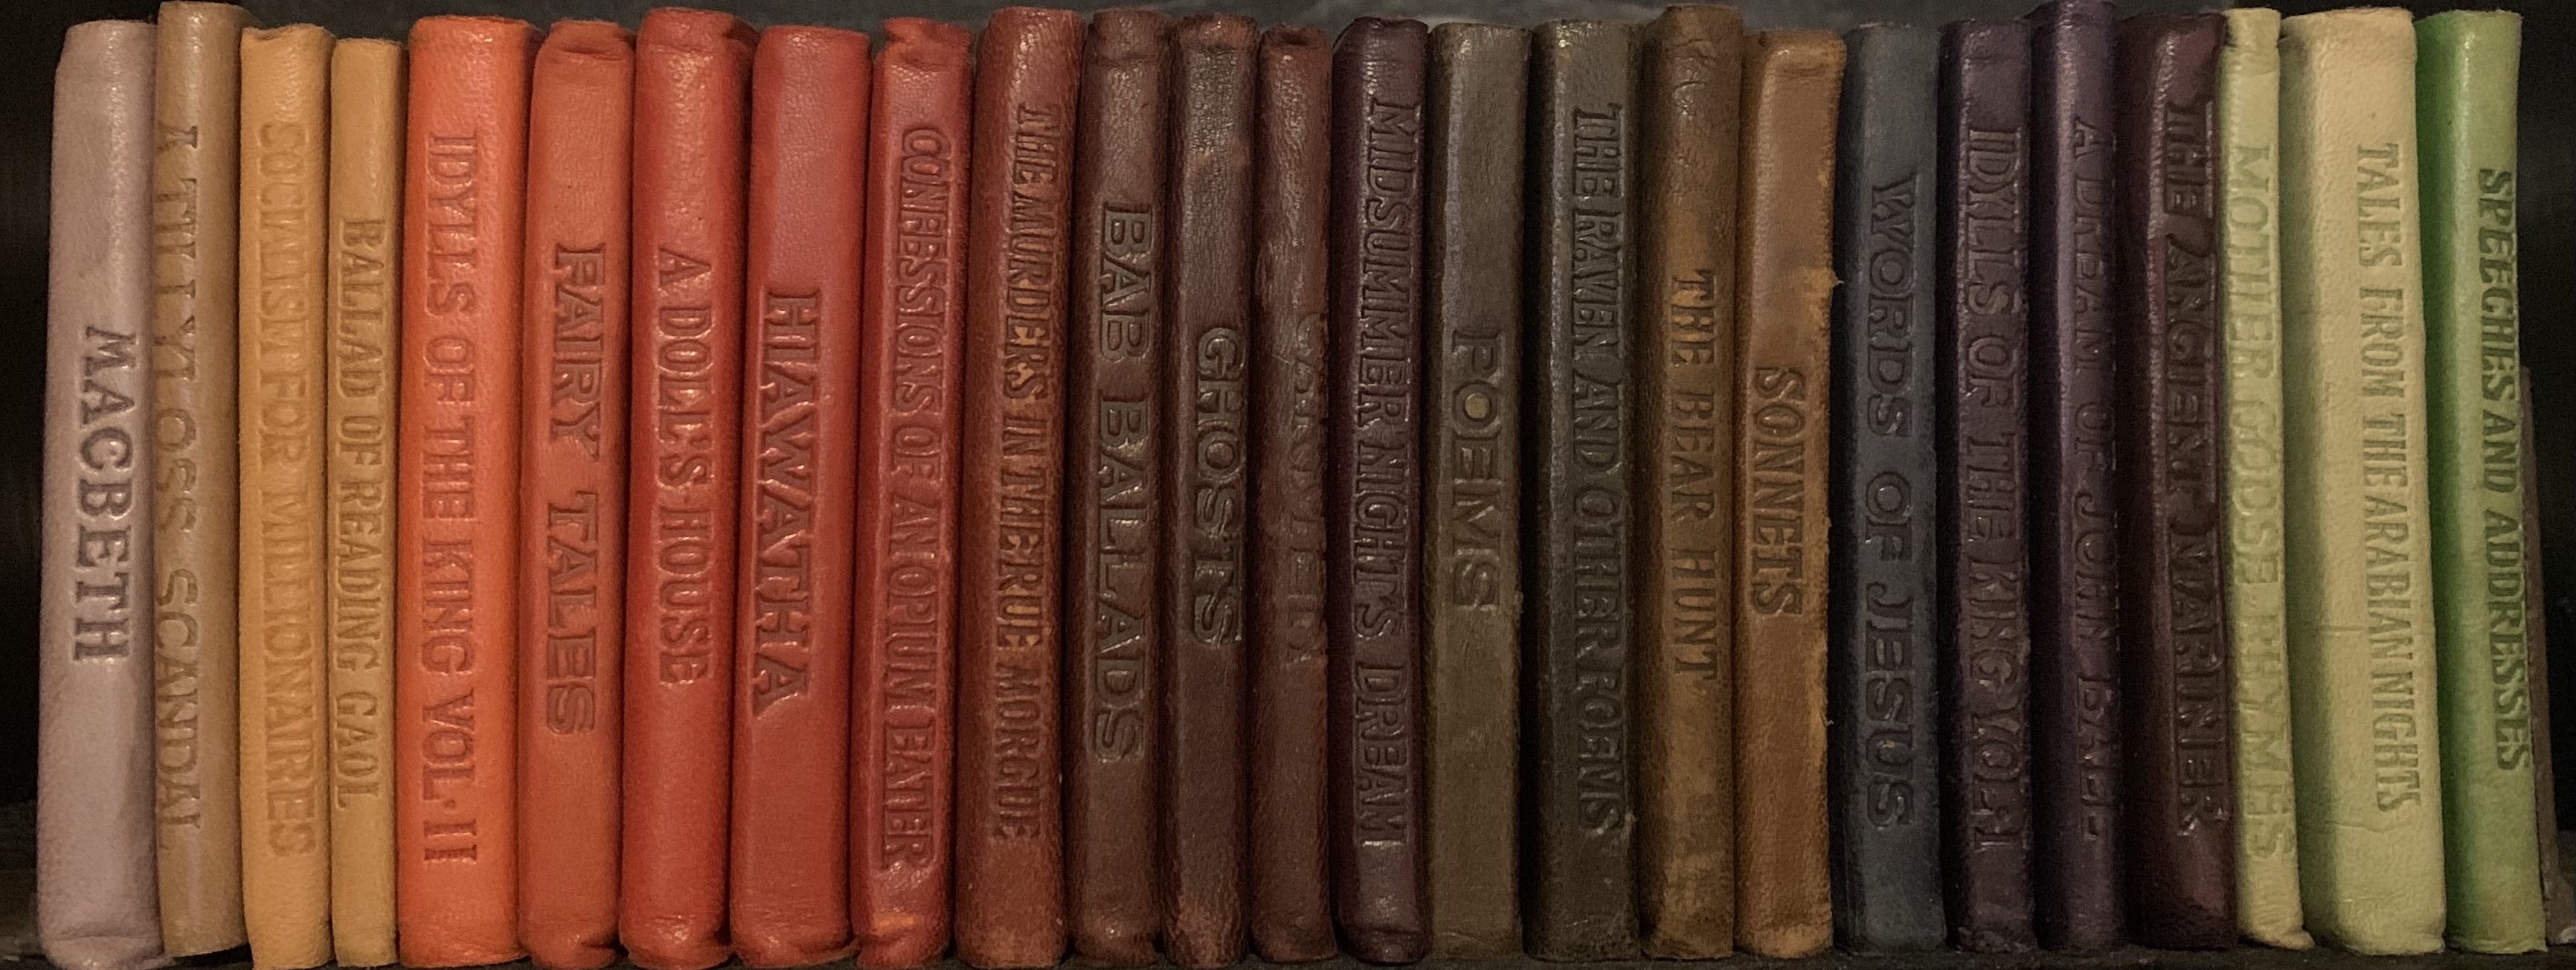 MACBETH
A TILLYLOSS SCANDAL
SOCIALISM FOR MILLIONAIRES
BALLAD OF READING GAOL
IDYLLS OF THE KING VOL. II
FAIRY TALES
A DOLL'S HOUSE
HIAWATHA
CONFESSIONS OF AN OPIUM EATER
THE MURDERS IN THE RUE MORGUE
BAB BALLADS
GHOSTS
MIDSUMMER NIGHT'S DREAM
POEMS
THE RAVEN AND OTHER POEMS
THE BEAR HUNT
SONNETS
WORDS OF JESUS
IDYLLS OF THE KING VOL. I
A DREAM OF JOHN BALL
THE ANCIENT MARINER
MOTHER GOOSE RHYMES
TALES FROM THE ARABIAN NIGHTS
SPEECHES AND ADDRESSES